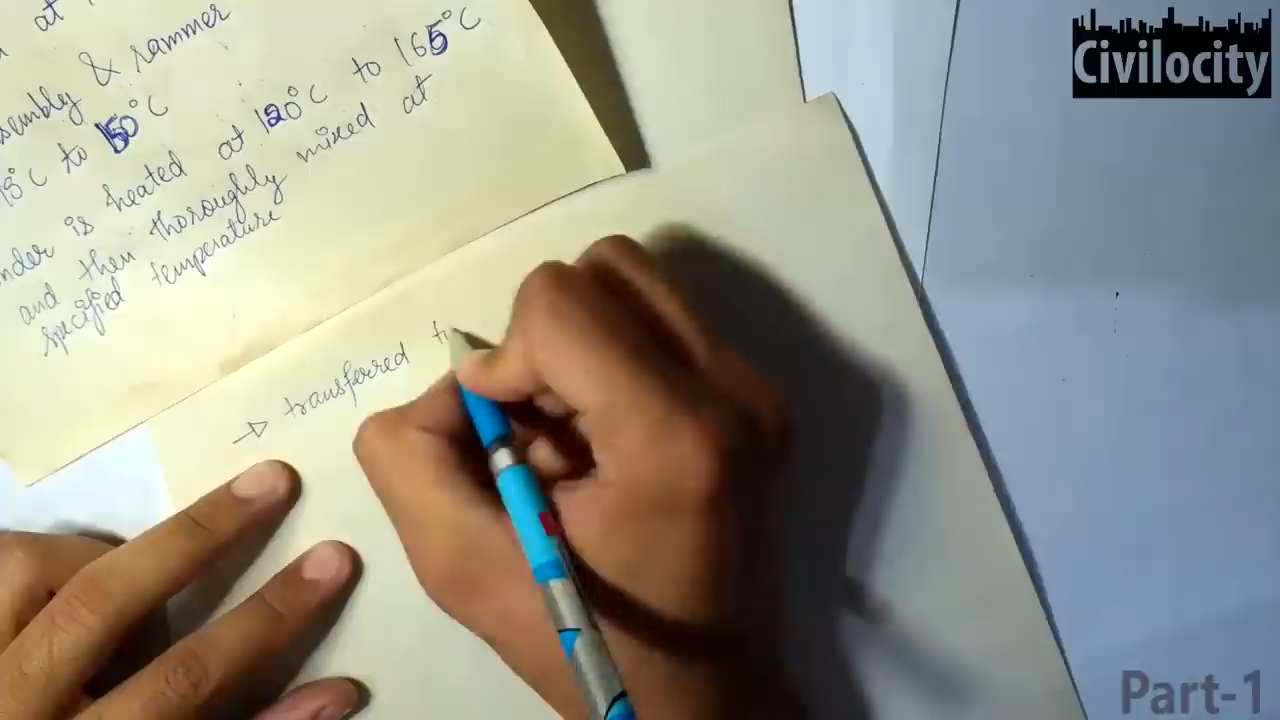 at
& rammer
to 150°C
is heated at 120°C to 165°C
and then thoroughly mixed at
specified temperature
→ transferred
Civilocity
Part-1